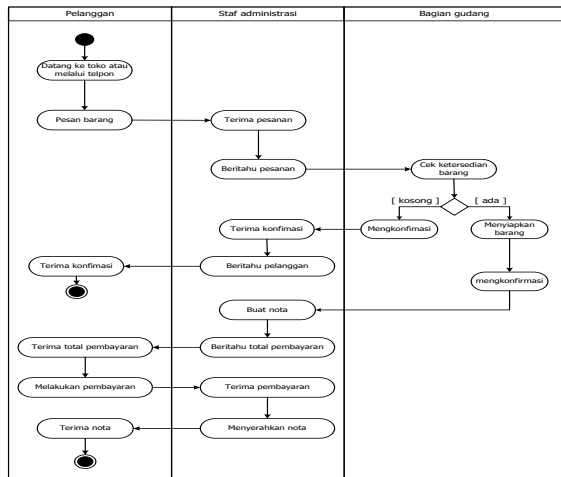 Pelanggan
Staf administrasi
Bagian gudang
Datang ke toko atau
melalui telpon
Pesan barang
Terima pesanan
Beritahu pesanan
Cek ketersedian
barang
[ kosong ]
[ ada ]
Terima konfimasi
Mengkonfimasi
Menyiapkan
barang
Terima konfimasi
Beritahu pelanggan
mengkonfirmasi
Buat nota
Terima total pembayaran
Beritahu total pembayaran
Melakukan pembayaran
Terima pembayaran
Terima nota
Menyerahkan nota